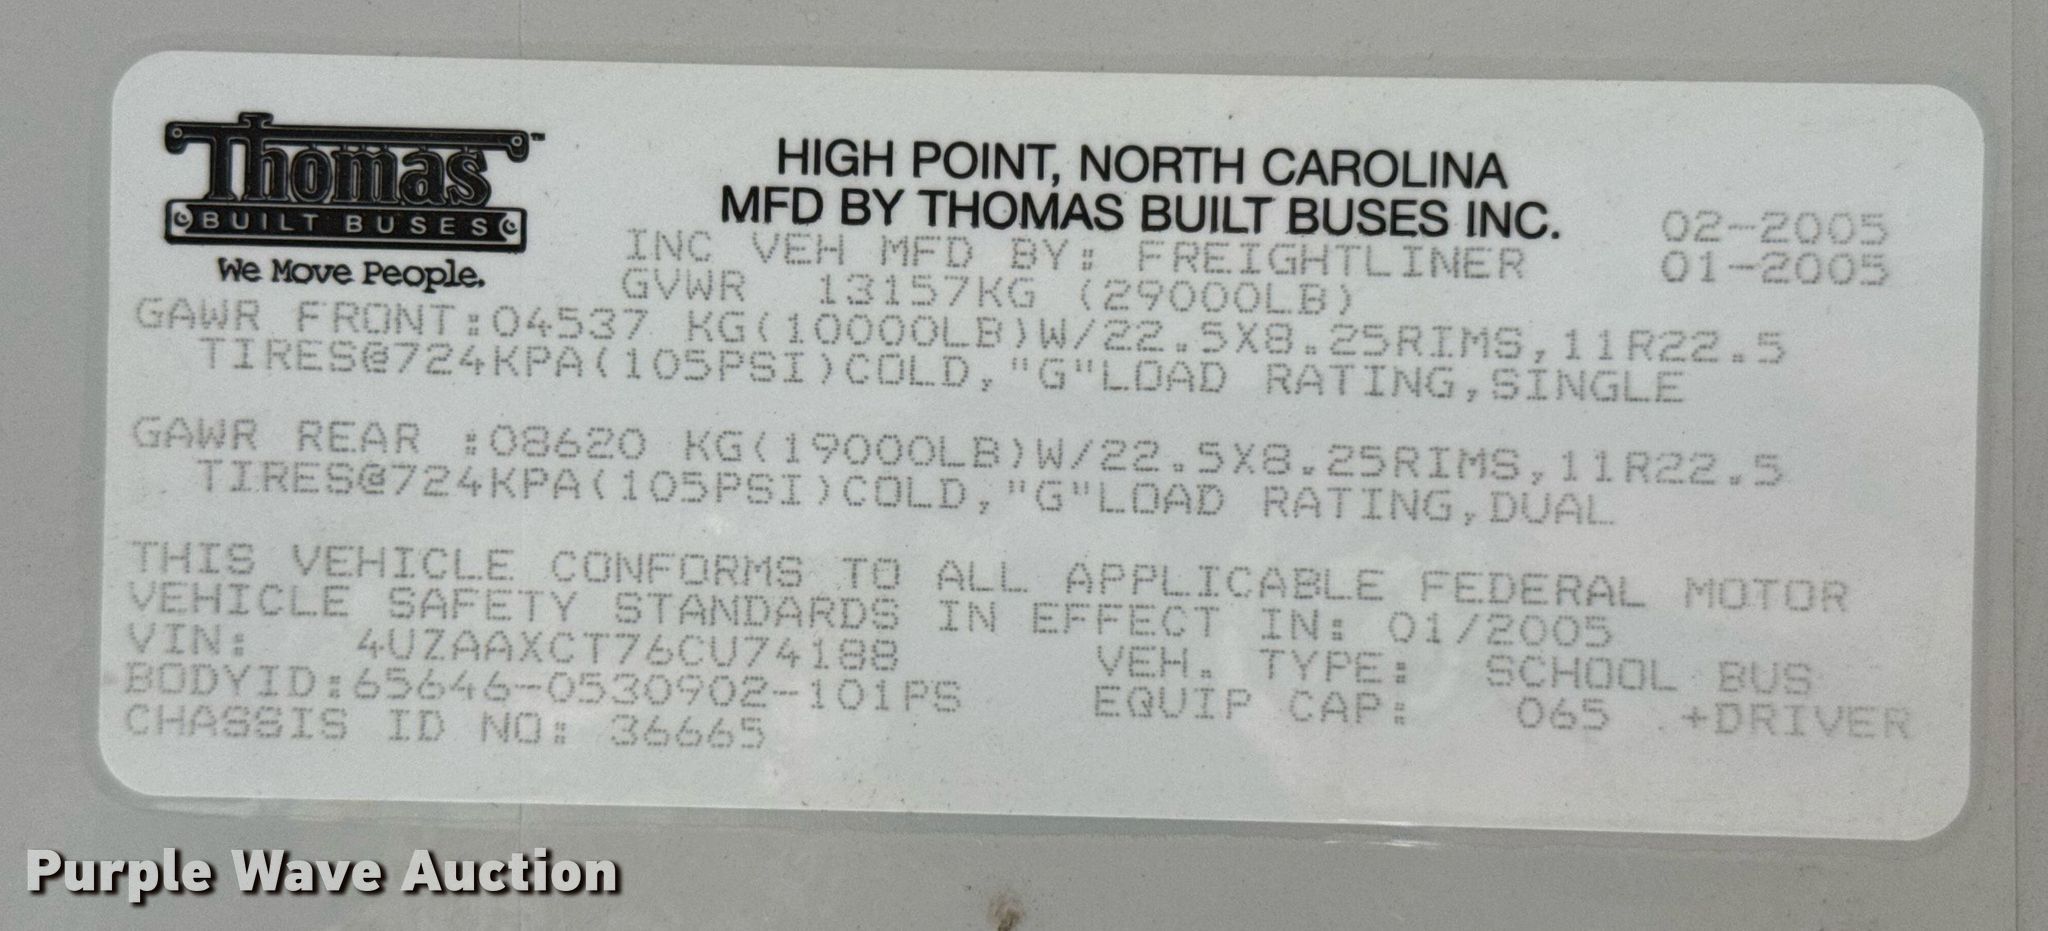 Thomas™
BUILT BUSES
We Move People.
HIGH POINT, NORTH CAROLINA
MFD BY THOMAS BUILT BUSES INC. 02-2005
INC VEH MFD BY: FREIGHTLINER 01-2005
GVWR 13157KG (29000LB)
GAWR FRONT:04537 KG(10000LB)W/22.5X8.25RIMS,11R22.5
TIRES@724KPA(105PSI)COLD,"G"LOAD RATING,SINGLE
GAWR REAR :08620 KG(19000LB)W/22.5X8.25RIMS,11R22.5
TIRES@724KPA(105PSI)COLD,"G"LOAD RATING,DUAL
THIS VEHICLE CONFORMS TO ALL APPLICABLE FEDERAL MOTOR
VEHICLE SAFETY STANDARDS IN EFFECT IN: 01/2005
VIN: 4UZAAXCT76CU74188 VEH. TYPE: SCHOOL BUS
BODYID:65646-0530902-101PS EQUIP CAP: 065 +DRIVER
CHASSIS ID NO: 36665
Purple Wave Auction